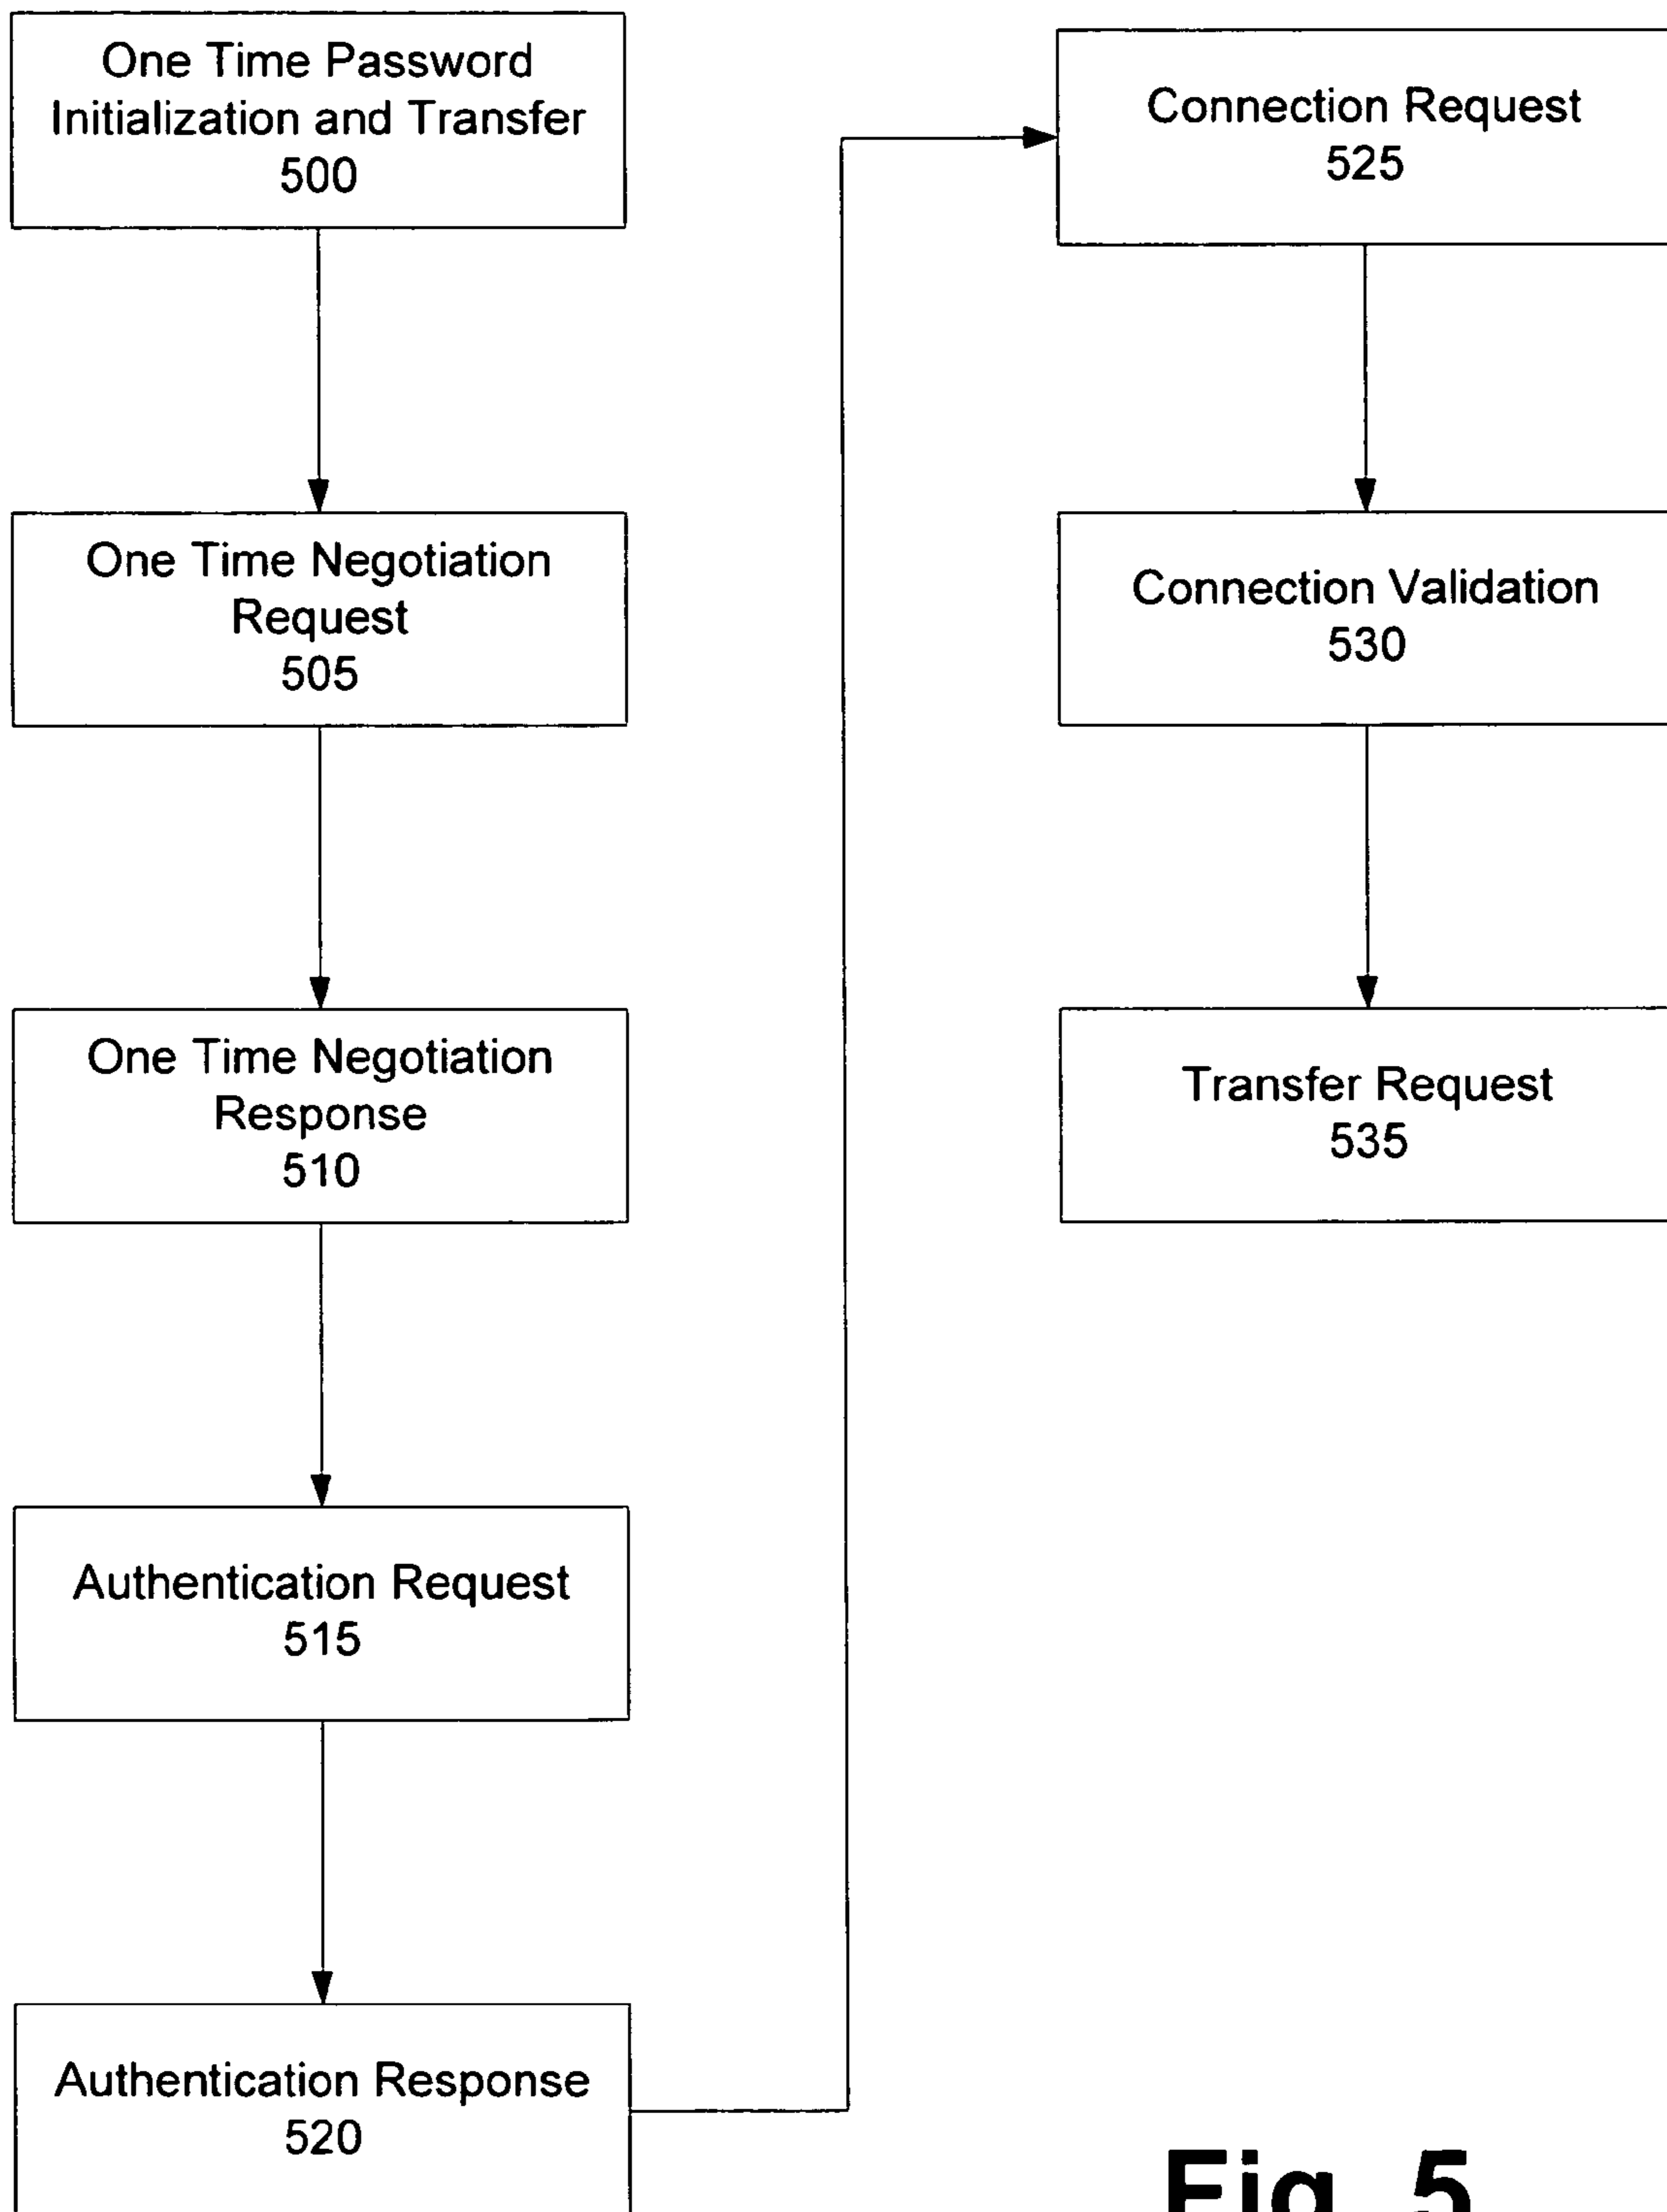 One Time Password
Initialization and Transfer
500
One Time Negotiation
Request
505
One Time Negotiation
Response
510
Authentication Request
515
Authentication Response
520
Connection Request
525
Connection Validation
530
Transfer Request
535
Fig. 5